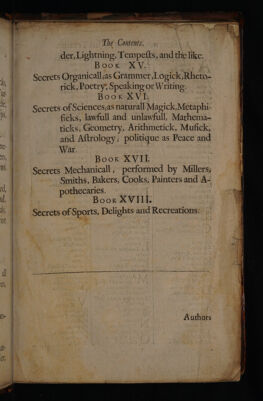 The Contents.
der, Lightning, Tempeſts, and the like.
BOOK XV.
Secrets Organicall, as Grammer, Logick, Rheto-
rick, Poetry, Speaking or Writing.
BOOK XVI.
Secrets of Sciences, as naturall Magick, Metaphi-
ſicks, lawfull and unlawfull, Mathema-
ticks, Geometry, Arithmetick, Muſick,
and Aſtrology, politique as Peace and
War.
BOOK XVII.
Secrets Mechanicall, performed by Millers,
Smiths, Bakers, Cooks, Painters and A-
pothecaries.
BOOK XVIII.
Secrets of Sports, Delights and Recreations.
Authors